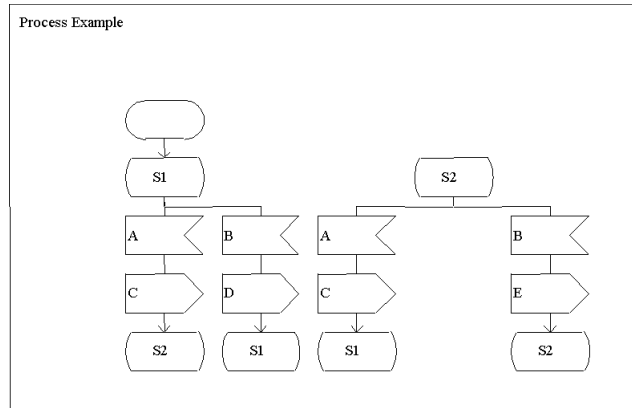 Process Example
S1 S2
A B A B
C D C E
S2 S1 S1 S2